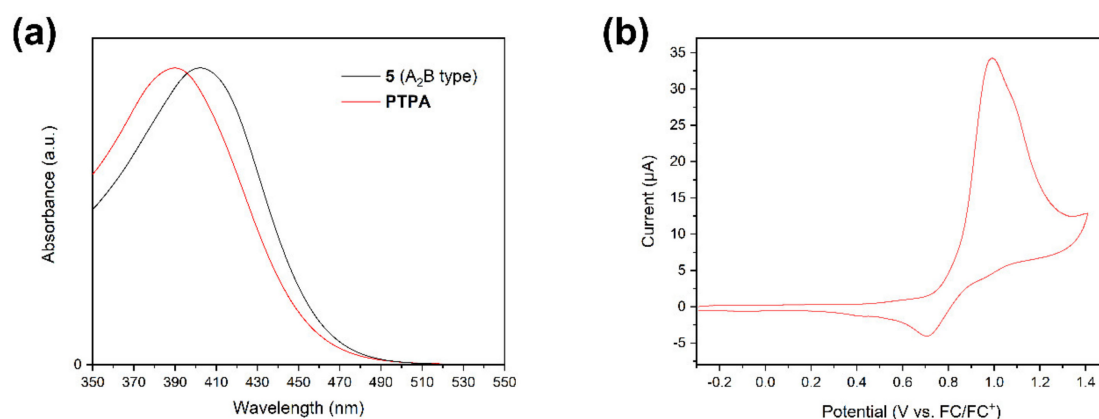 (a)
Absorbance (a.u.)
0
5 (A₂B type)
PTPA
350 370 390 410 430 450 470 490 510 530 550
Wavelength (nm)
(b)
Current (µA)
35
30
25
20
15
10
5
0
-5
-0.2 0.0 0.2 0.4 0.6 0.8 1.0 1.2 1.4
Potential (V vs. FC/FC⁺)